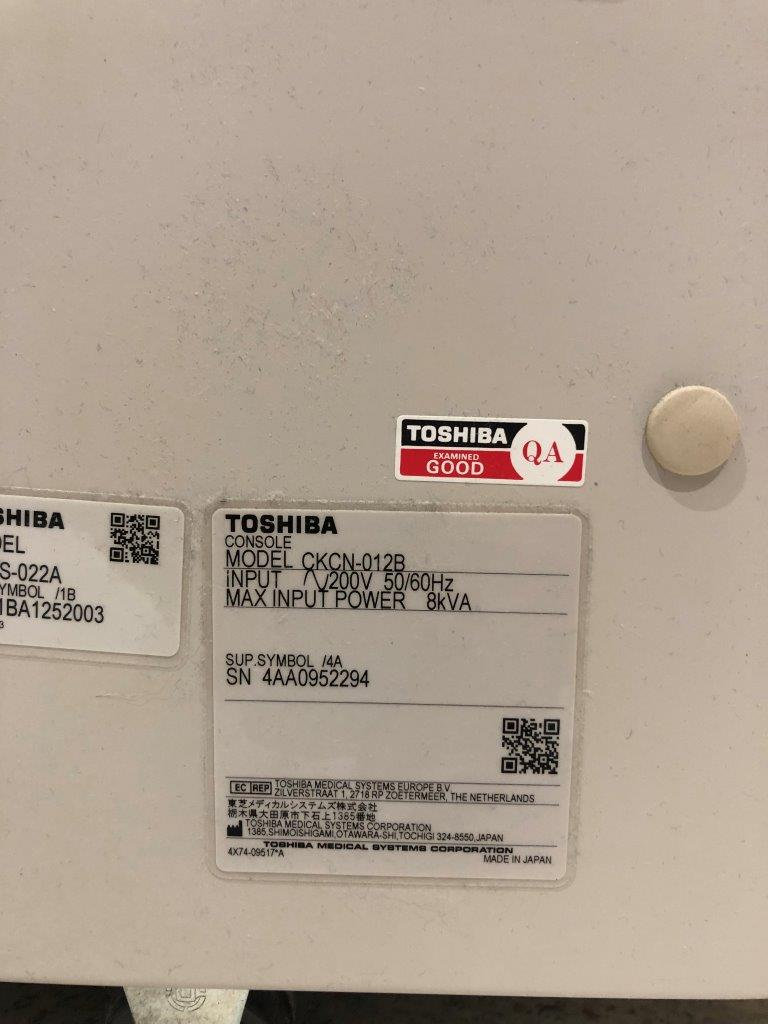 TOSHIBA
EXAMINED
GOOD
QA
SHIBA
DEL
S-022A
YMBOL /1B
1BA1252003
TOSHIBA
CONSOLE
MODEL CKCN-012B
INPUT ∿200V 50/60Hz
MAX INPUT POWER 8kVA
SUP.SYMBOL /4A
SN 4AA0952294
EC REP TOSHIBA MEDICAL SYSTEMS EUROPE B.V.
ZILVERSTRAAT 1, 2718 RP ZOETERMEER, THE NETHERLANDS
東芝メディカルシステムズ株式会社
栃木県大田原市下石上1385番地
TOSHIBA MEDICAL SYSTEMS CORPORATION
1385,SHIMOISHIGAMI,OTAWARA-SHI,TOCHIGI 324-8550,JAPAN
TOSHIBA MEDICAL SYSTEMS CORPORATION
4X74-09517*A
MADE IN JAPAN